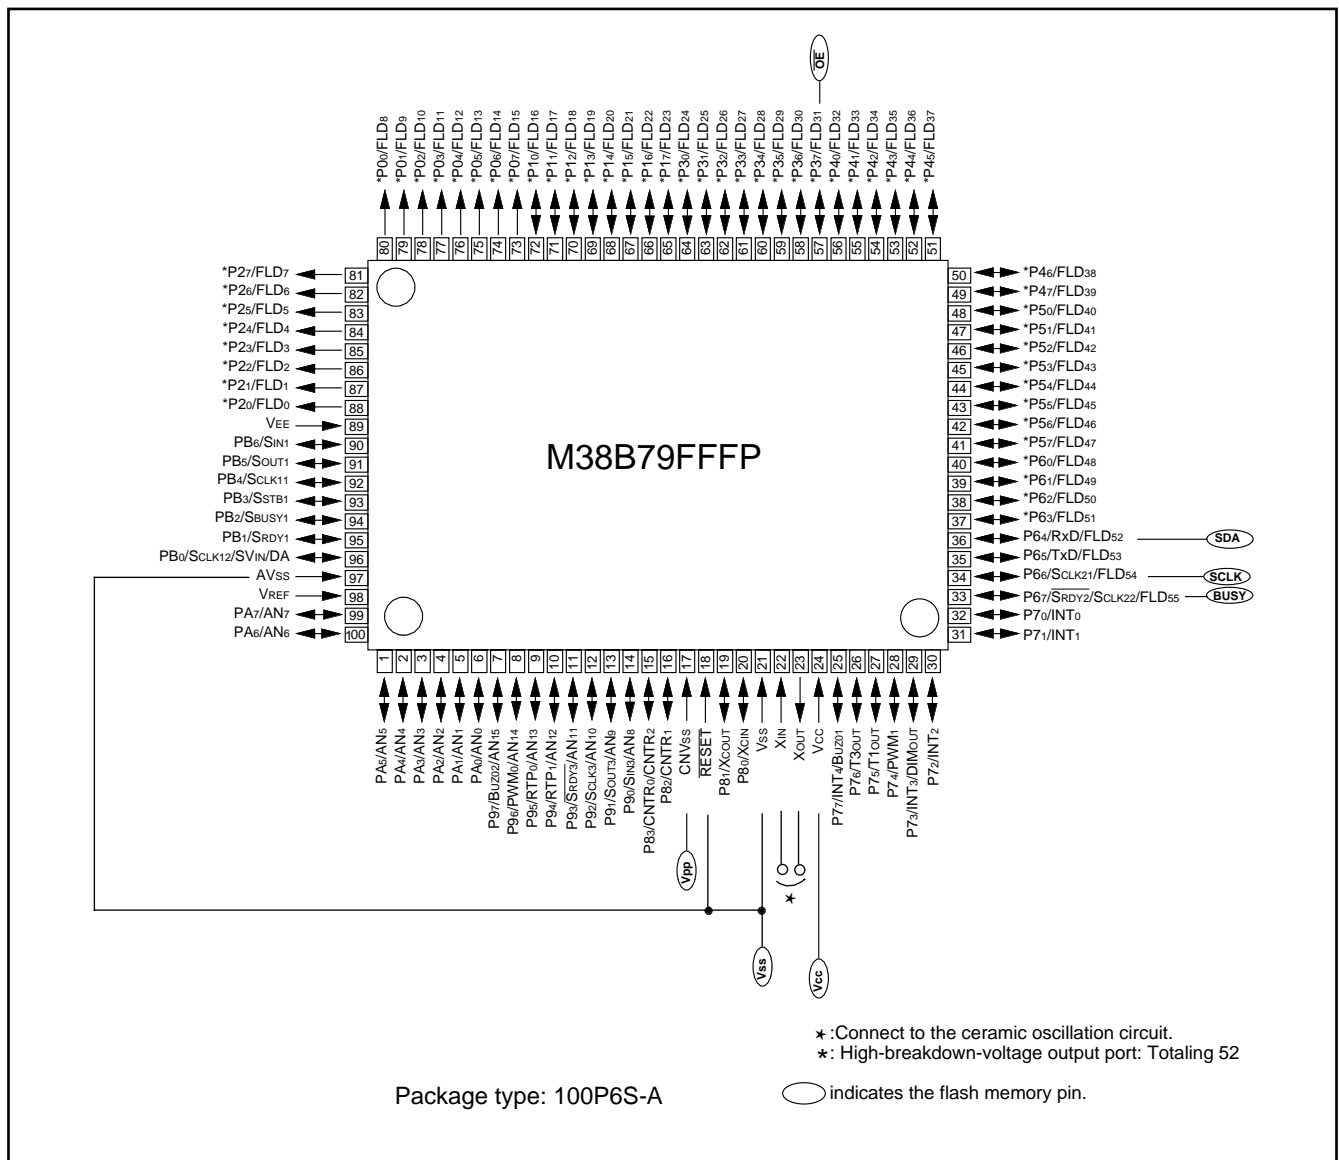 OE
*P00/FLD8
*P01/FLD9
*P02/FLD10
*P03/FLD11
*P04/FLD12
*P05/FLD13
*P06/FLD14
*P07/FLD15
*P10/FLD16
*P11/FLD17
*P12/FLD18
*P13/FLD19
*P14/FLD20
*P15/FLD21
*P16/FLD22
*P17/FLD23
*P30/FLD24
*P31/FLD25
*P32/FLD26
*P33/FLD27
*P34/FLD28
*P35/FLD29
*P36/FLD30
*P37/FLD31
*P40/FLD32
*P41/FLD33
*P42/FLD34
*P43/FLD35
*P44/FLD36
*P45/FLD37
80 79 78 77 76 75 74 73 72 71 70 69 68 67 66 65 64 63 62 61 60 59 58 57 56 55 54 53 52 51
*P27/FLD7 81
*P26/FLD6 82
*P25/FLD5 83
*P24/FLD4 84
*P23/FLD3 85
*P22/FLD2 86
*P21/FLD1 87
*P20/FLD0 88
VEE 89
PB6/SIN1 90
PB5/SOUT1 91
PB4/SCLK11 92
PB3/SSTB1 93
PB2/SBUSY1 94
PB1/SRDY1 95
PB0/SCLK12/SVIN/DA 96
AVSS 97
VREF 98
PA7/AN7 99
PA6/AN6 100
M38B79FFFP
50 *P46/FLD38
49 *P47/FLD39
48 *P50/FLD40
47 *P51/FLD41
46 *P52/FLD42
45 *P53/FLD43
44 *P54/FLD44
43 *P55/FLD45
42 *P56/FLD46
41 *P57/FLD47
40 *P60/FLD48
39 *P61/FLD49
38 *P62/FLD50
37 *P63/FLD51
36 P64/RxD/FLD52 SDA
35 P65/TxD/FLD53
34 P66/SCLK21/FLD54 SCLK
33 P67/SRDY2/SCLK22/FLD55 BUSY
32 P70/INT0
31 P71/INT1
1 2 3 4 5 6 7 8 9 10 11 12 13 14 15 16 17 18 19 20 21 22 23 24 25 26 27 28 29 30
PA5/AN5
PA4/AN4
PA3/AN3
PA2/AN2
PA1/AN1
PA0/AN0
P97/BUZ02/AN15
P96/PWM0/AN14
P95/RTP0/AN13
P94/RTP1/AN12
P93/SRDY3/AN11
P92/SCLK3/AN10
P91/SOUT3/AN9
P90/SIN3/AN8
P83/CNTR0/CNTR2
P82/CNTR1
CNVSS
RESET
P81/XCOUT
P80/XCIN
VSS
XIN
XOUT
VCC
P77/INT4/BUZ01
P76/T3OUT
P75/T1OUT
P74/PWM1
P73/INT3/DIMOUT
P72/INT2
Vpp
★
Vss
Vcc
★:Connect to the ceramic oscillation circuit.
*: High-breakdown-voltage output port: Totaling 52
Package type: 100P6S-A
indicates the flash memory pin.